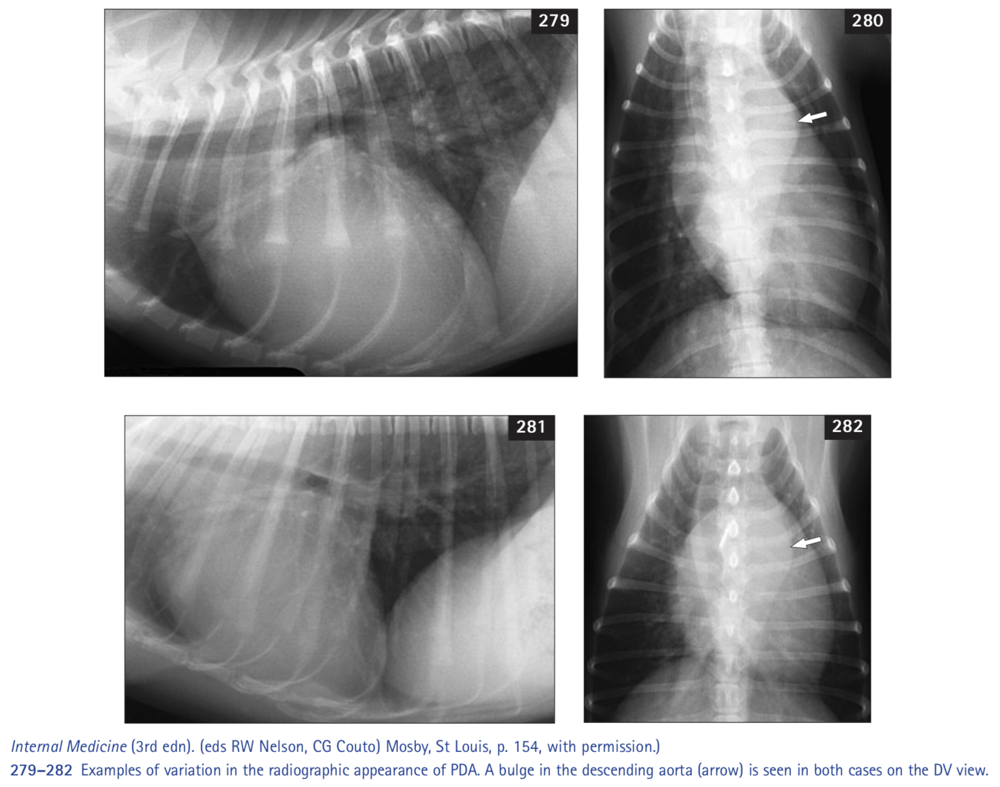 279
280
281
282
Internal Medicine (3rd edn). (eds RW Nelson, CG Couto) Mosby, St Louis, p. 154, with permission.)
279–282 Examples of variation in the radiographic appearance of PDA. A bulge in the descending aorta (arrow) is seen in both cases on the DV view.